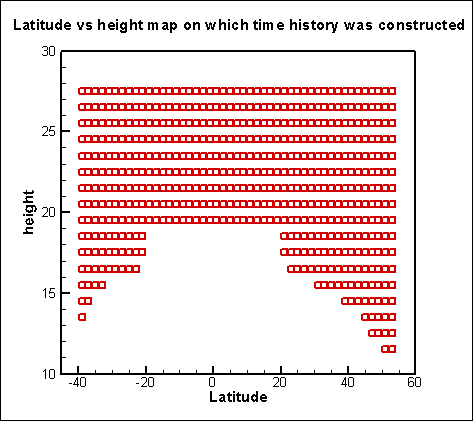 Latitude vs height map on which time history was constructed
30
25
20
15
10
height
-40 -20 0 20 40 60
Latitude